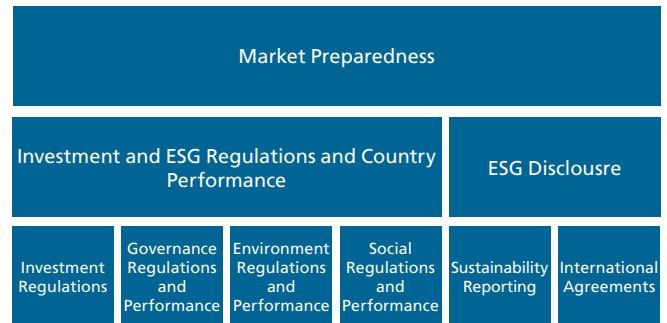 Market Preparedness
Investment and ESG Regulations and Country
Performance
ESG Disclousre
Investment
Regulations
Governance
Regulations
and
Performance
Environment
Regulations
and
Performance
Social
Regulations
and
Performance
Sustainability
Reporting
International
Agreements